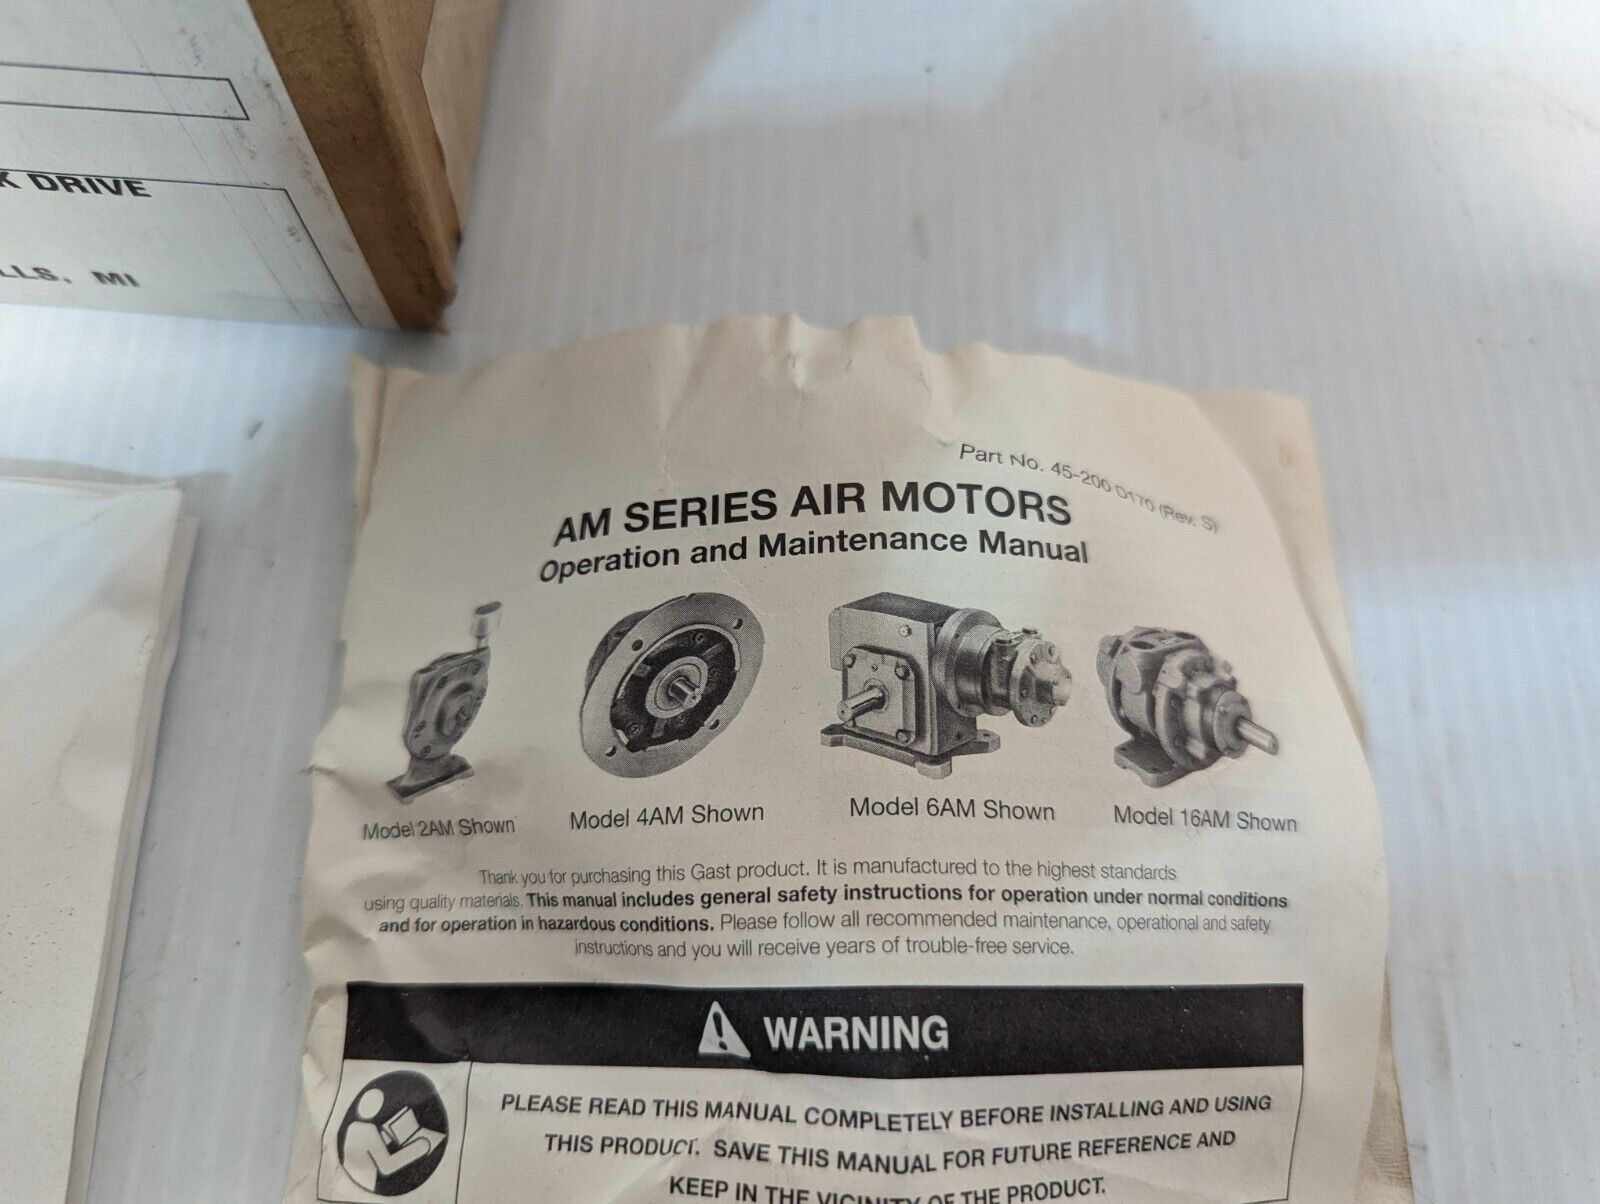 DRIVE
MI
Part No. 45-200 D170 (Rev. S)
AM SERIES AIR MOTORS
Operation and Maintenance Manual
Model 2AM Shown
Model 4AM Shown
Model 6AM Shown
Model 16AM Shown
Thank you for purchasing this Gast product. It is manufactured to the highest standards
using quality materials. This manual includes general safety instructions for operation under normal conditions
and for operation in hazardous conditions. Please follow all recommended maintenance, operational and safety
instructions and you will receive years of trouble-free service.
WARNING
PLEASE READ THIS MANUAL COMPLETELY BEFORE INSTALLING AND USING
THIS PRODUCT. SAVE THIS MANUAL FOR FUTURE REFERENCE AND
KEEP IN THE VICINITY OF THE PRODUCT.